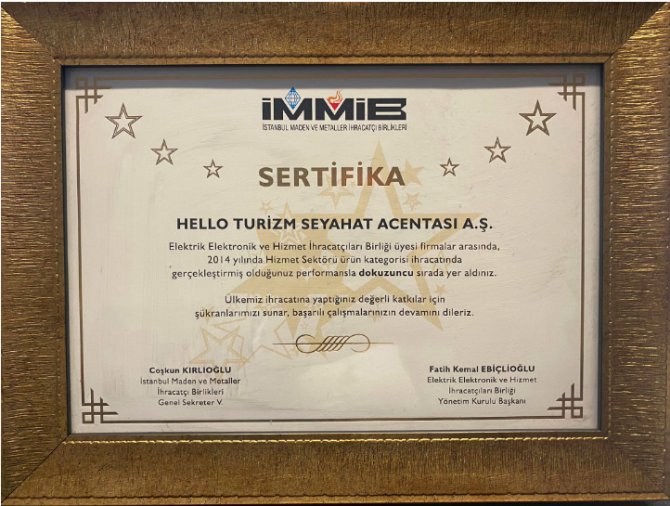 İMMİB
İSTANBUL MADEN VE METALLER İHRACATÇI BİRLİKLERİ
SERTİFİKA
HELLO TURİZM SEYAHAT ACENTASI A.Ş.
Elektrik Elektronik ve Hizmet İhracatçıları Birliği üyesi firmalar arasında,
2014 yılında Hizmet Sektörü ürün kategorisi ihracatında
gerçekleştirmiş olduğunuz performansla dokuzuncu sırada yer aldınız.
Ülkemiz ihracatına yaptığınız değerli katkılar için
şükranlarımızı sunar, başarılı çalışmalarınızın devamını dileriz.
Coşkun KIRLIOĞLU
İstanbul Maden ve Metaller
İhracatçı Birlikleri
Genel Sekreter V.
Fatih Kemal EBİÇLİOĞLU
Elektrik Elektronik ve Hizmet
İhracatçıları Birliği
Yönetim Kurulu Başkanı